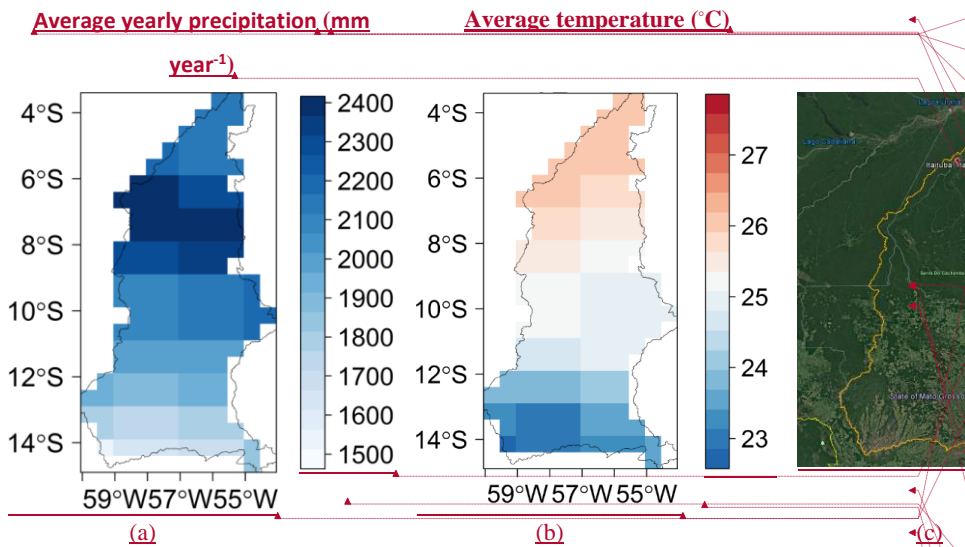 Average yearly precipitation (mm
year-1)
Average temperature (°C)
4°S
6°S
8°S
10°S
12°S
14°S
59°W 57°W 55°W
2400
2300
2200
2100
2000
1900
1800
1700
1600
1500
4°S
6°S
8°S
10°S
12°S
14°S
59°W 57°W 55°W
27
26
25
24
23
Itaituba
State of Mato Grosso
(a)
(b)
(c)